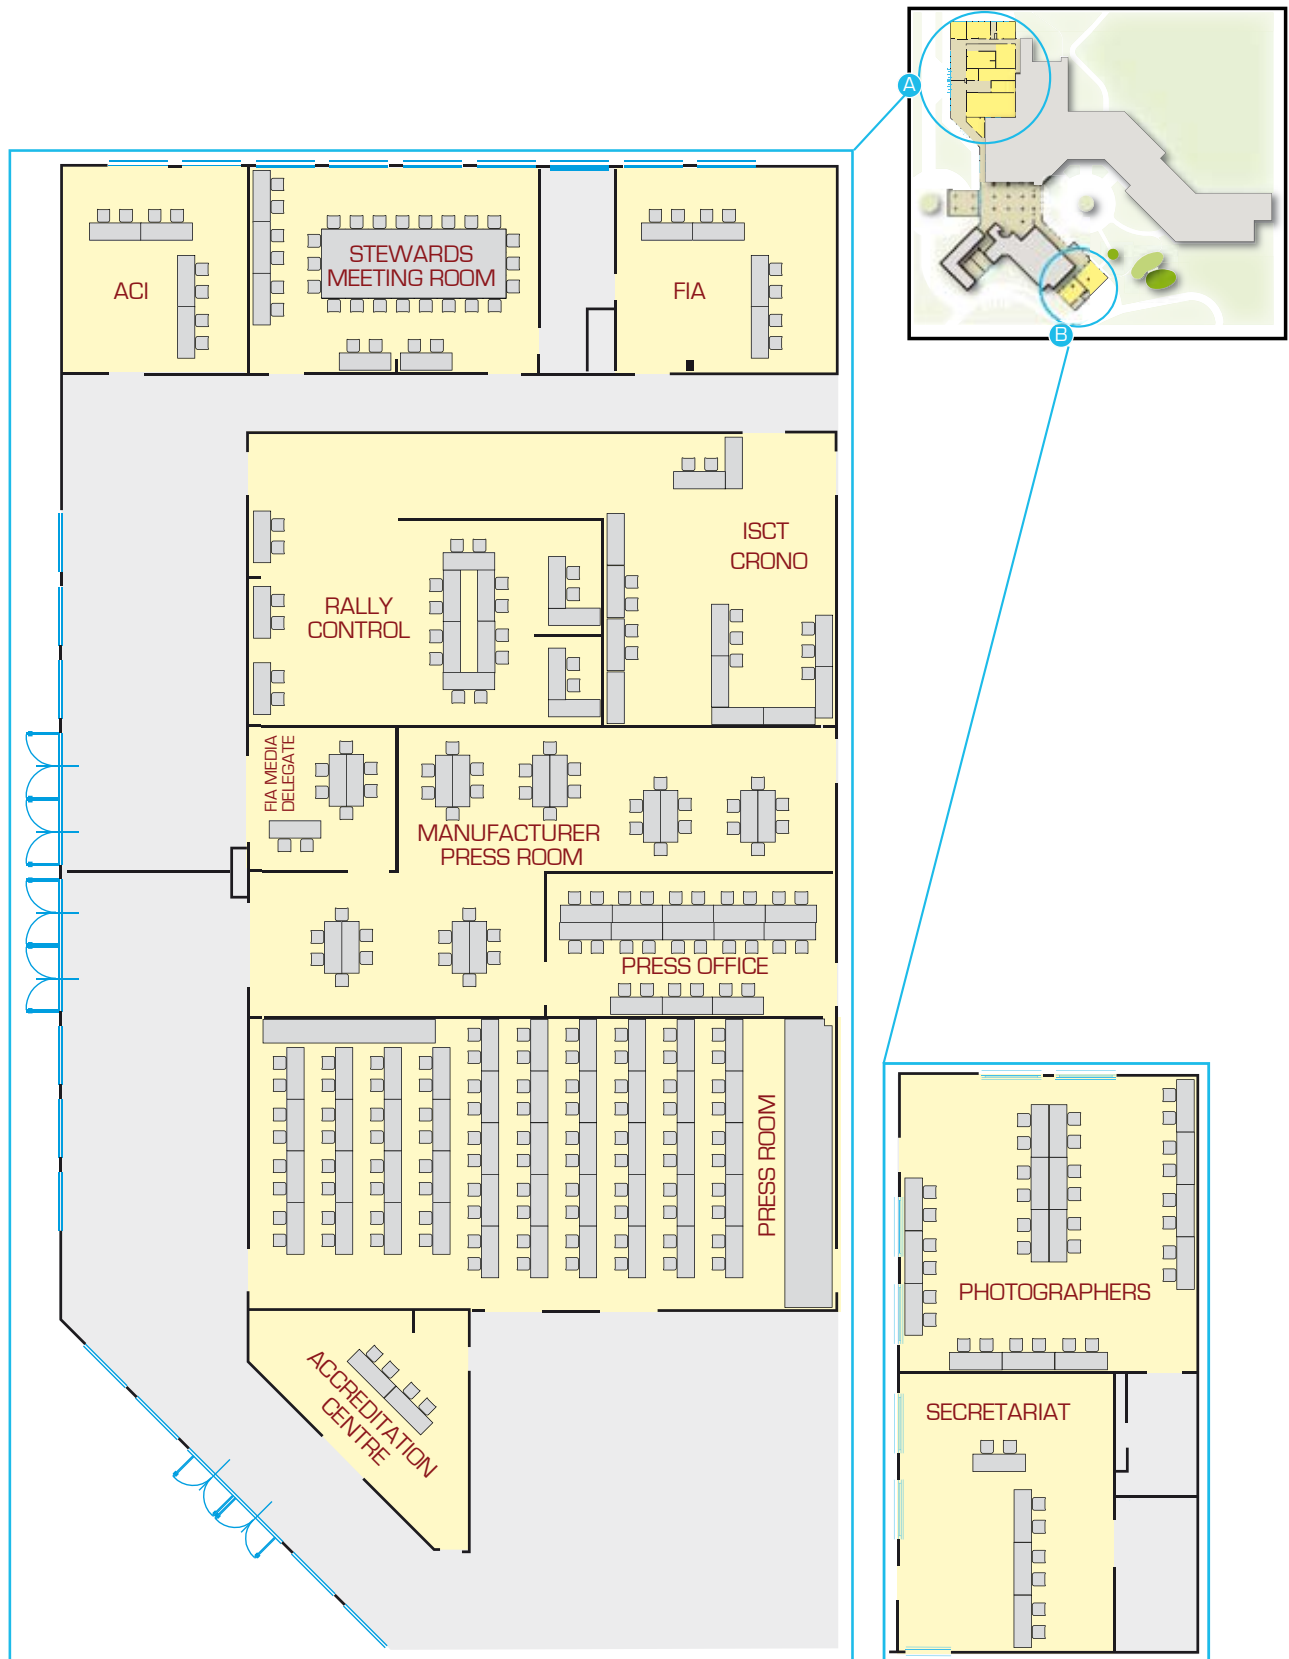 A
B
ACI
STEWARDS
MEETING ROOM
FIA
ISCT
CRONO
RALLY
CONTROL
FIA MEDIA
DELEGATE
MANUFACTURER
PRESS ROOM
PRESS OFFICE
PRESS ROOM
ACCREDITATION
CENTRE
PHOTOGRAPHERS
SECRETARIAT